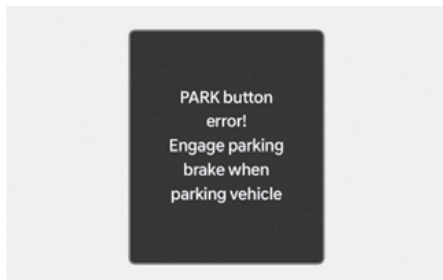 PARK button
error!
Engage parking
brake when
parking vehicle